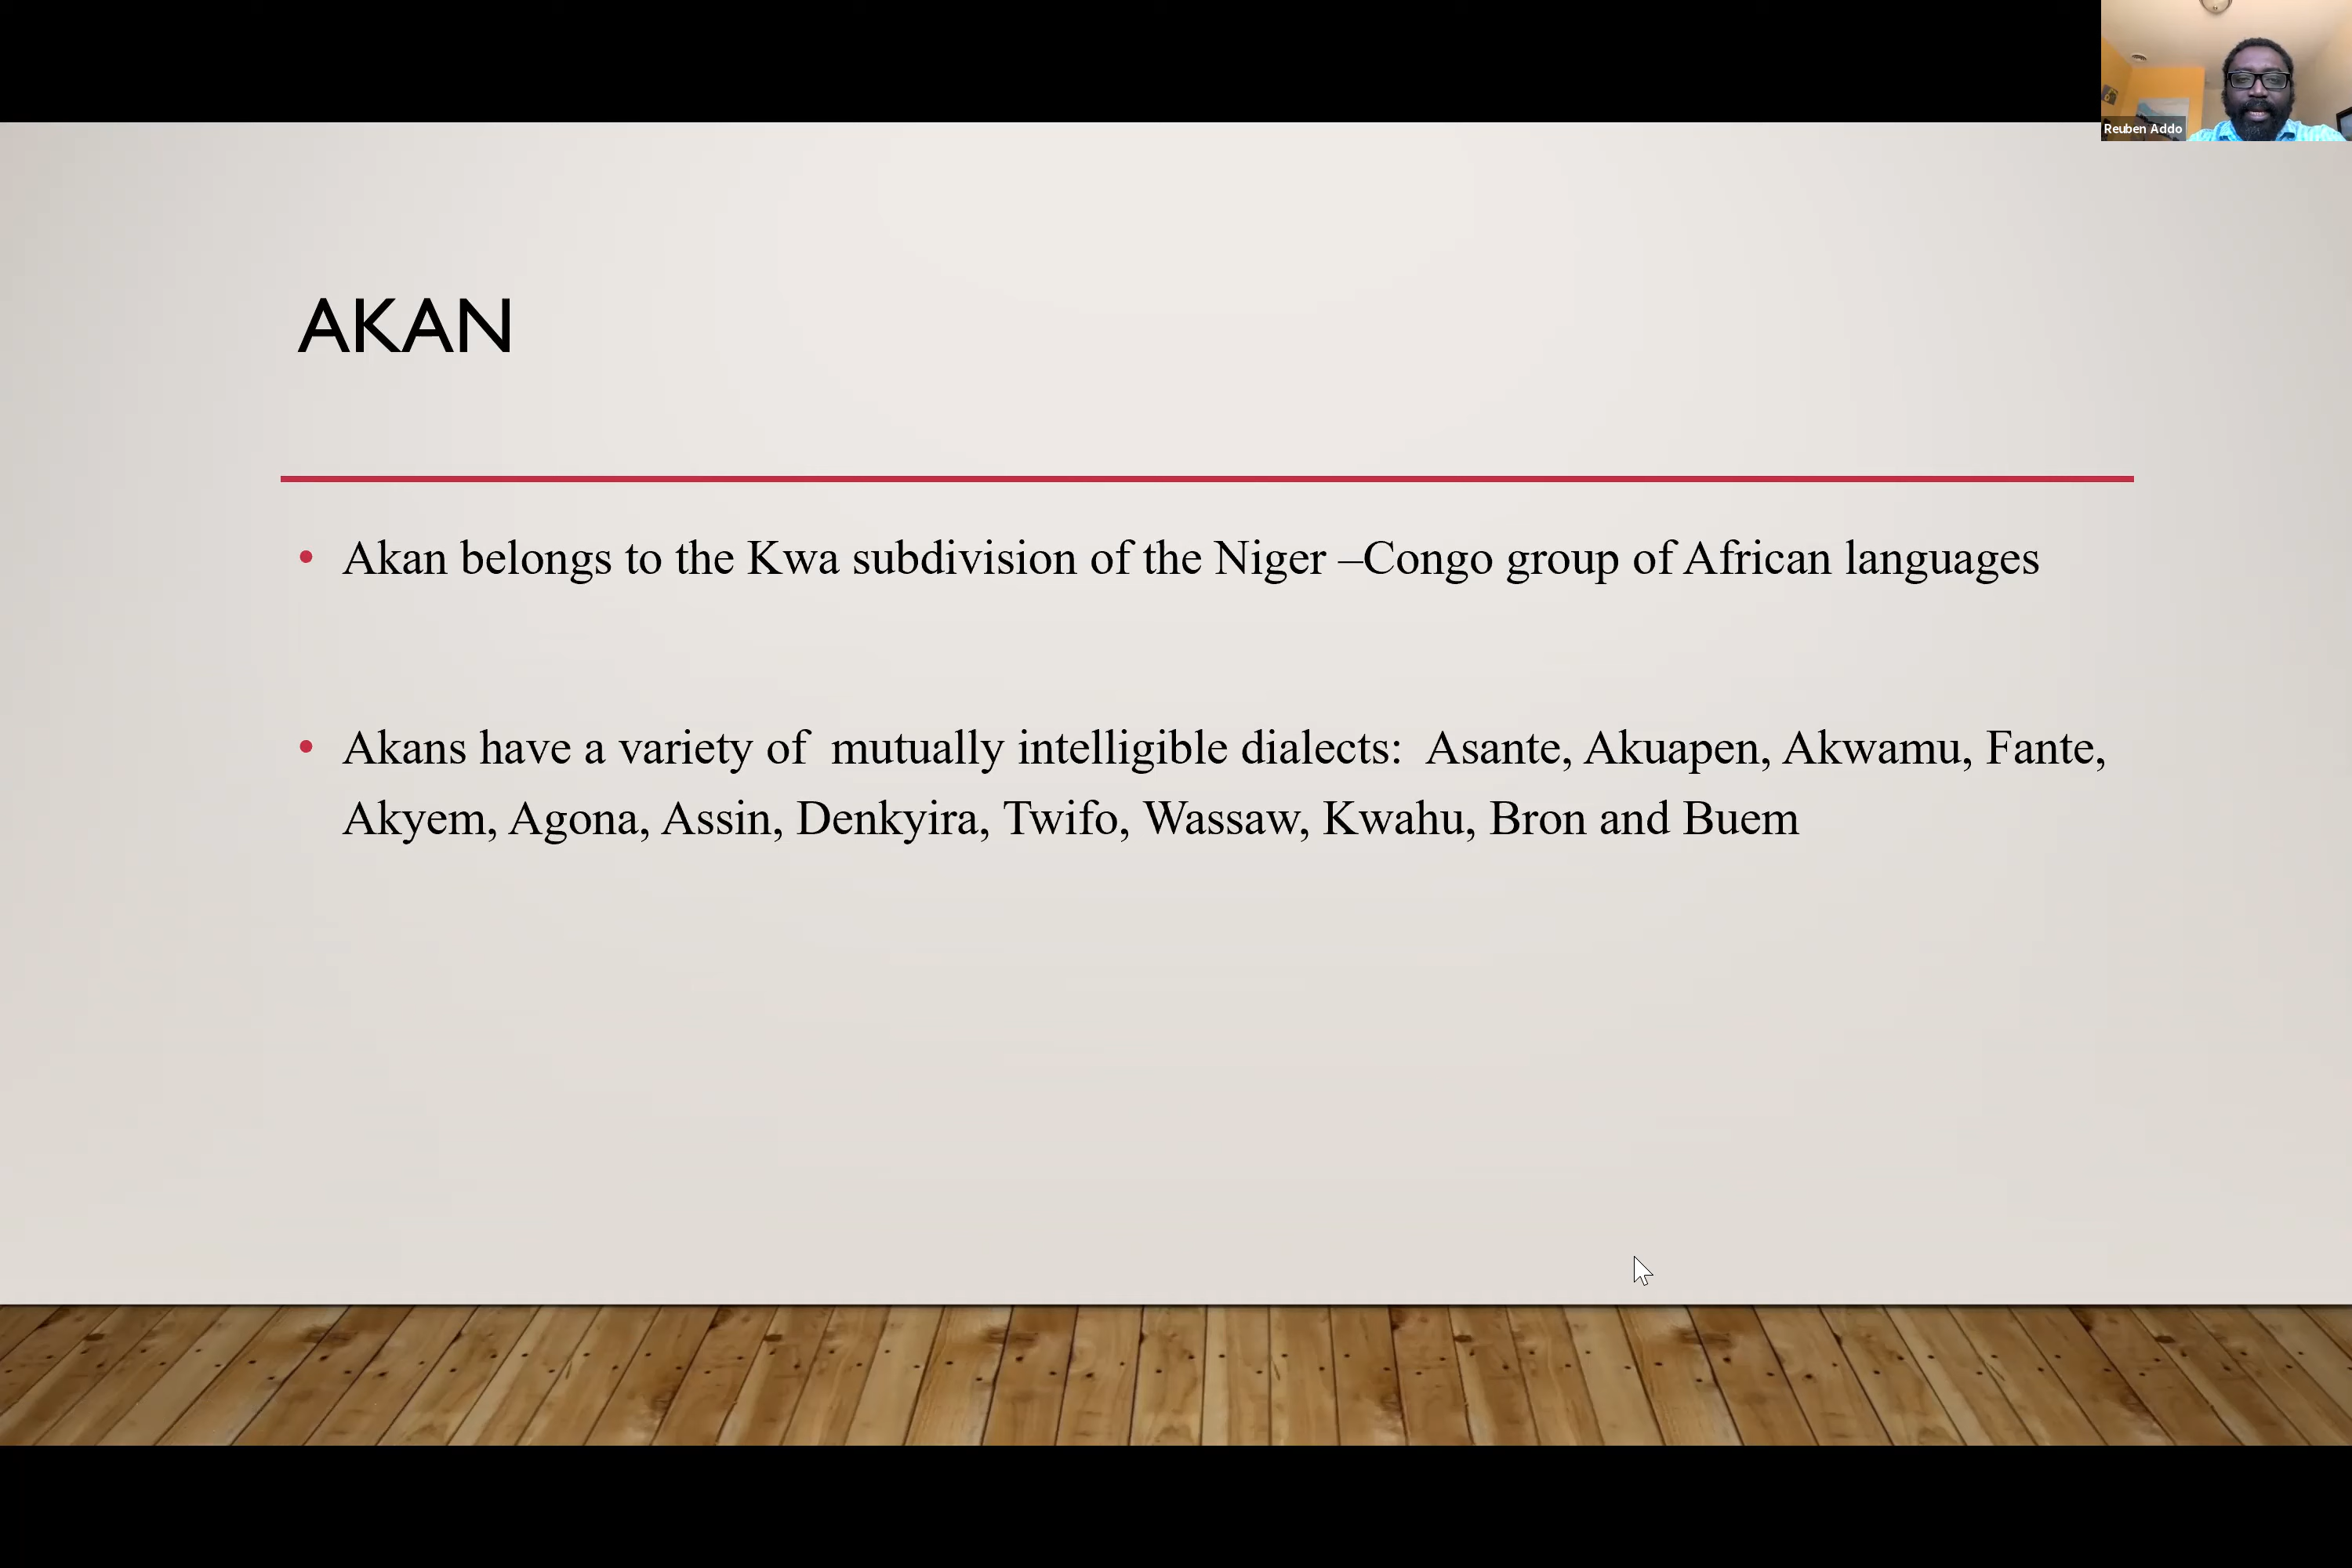 Reuben Addo
AKAN
• Akan belongs to the Kwa subdivision of the Niger –Congo group of African languages
• Akans have a variety of  mutually intelligible dialects:  Asante, Akuapen, Akwamu, Fante,
Akyem, Agona, Assin, Denkyira, Twifo, Wassaw, Kwahu, Bron and Buem